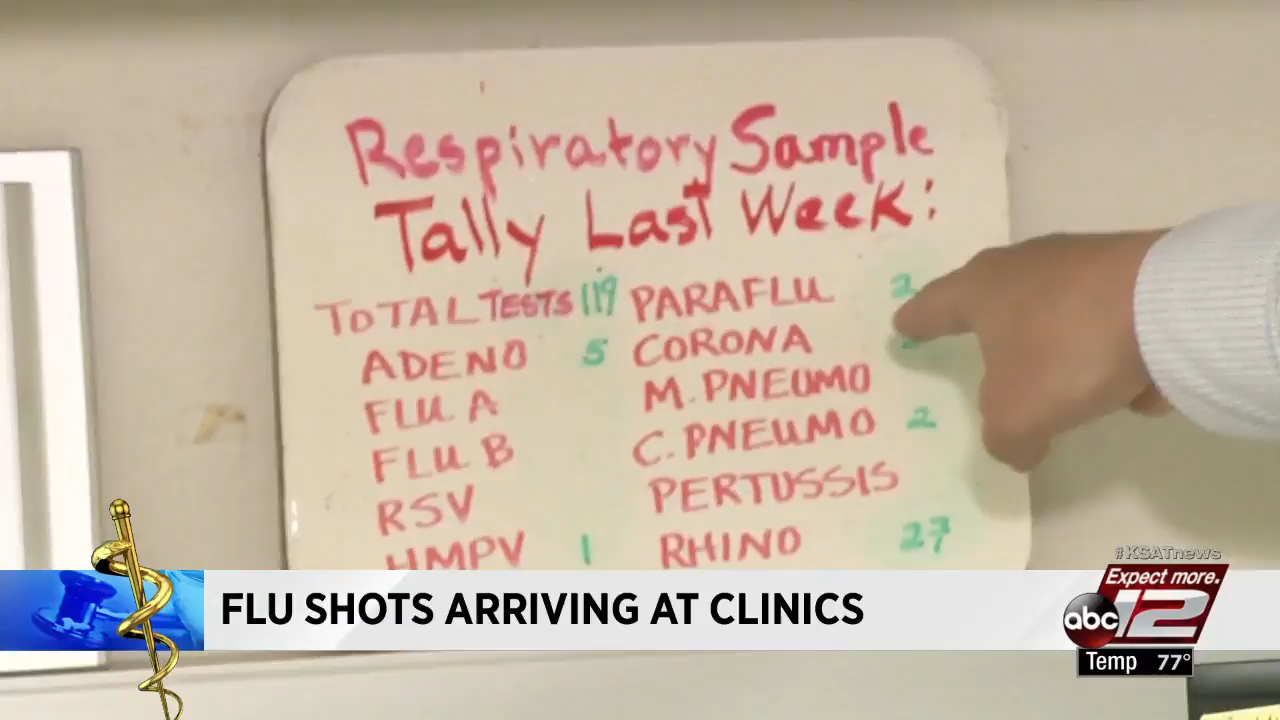 Respiratory Sample
Tally Last Week:
TOTAL TESTS 119 PARAFLU 2
ADENO 5 CORONA
FLU A M. PNEUMO
FLU B C. PNEUMO 2
RSV PERTUSSIS
HMPV 1 RHINO 27
#KSATnews
Expect more.
abc 12
FLU SHOTS ARRIVING AT CLINICS
Temp 77°